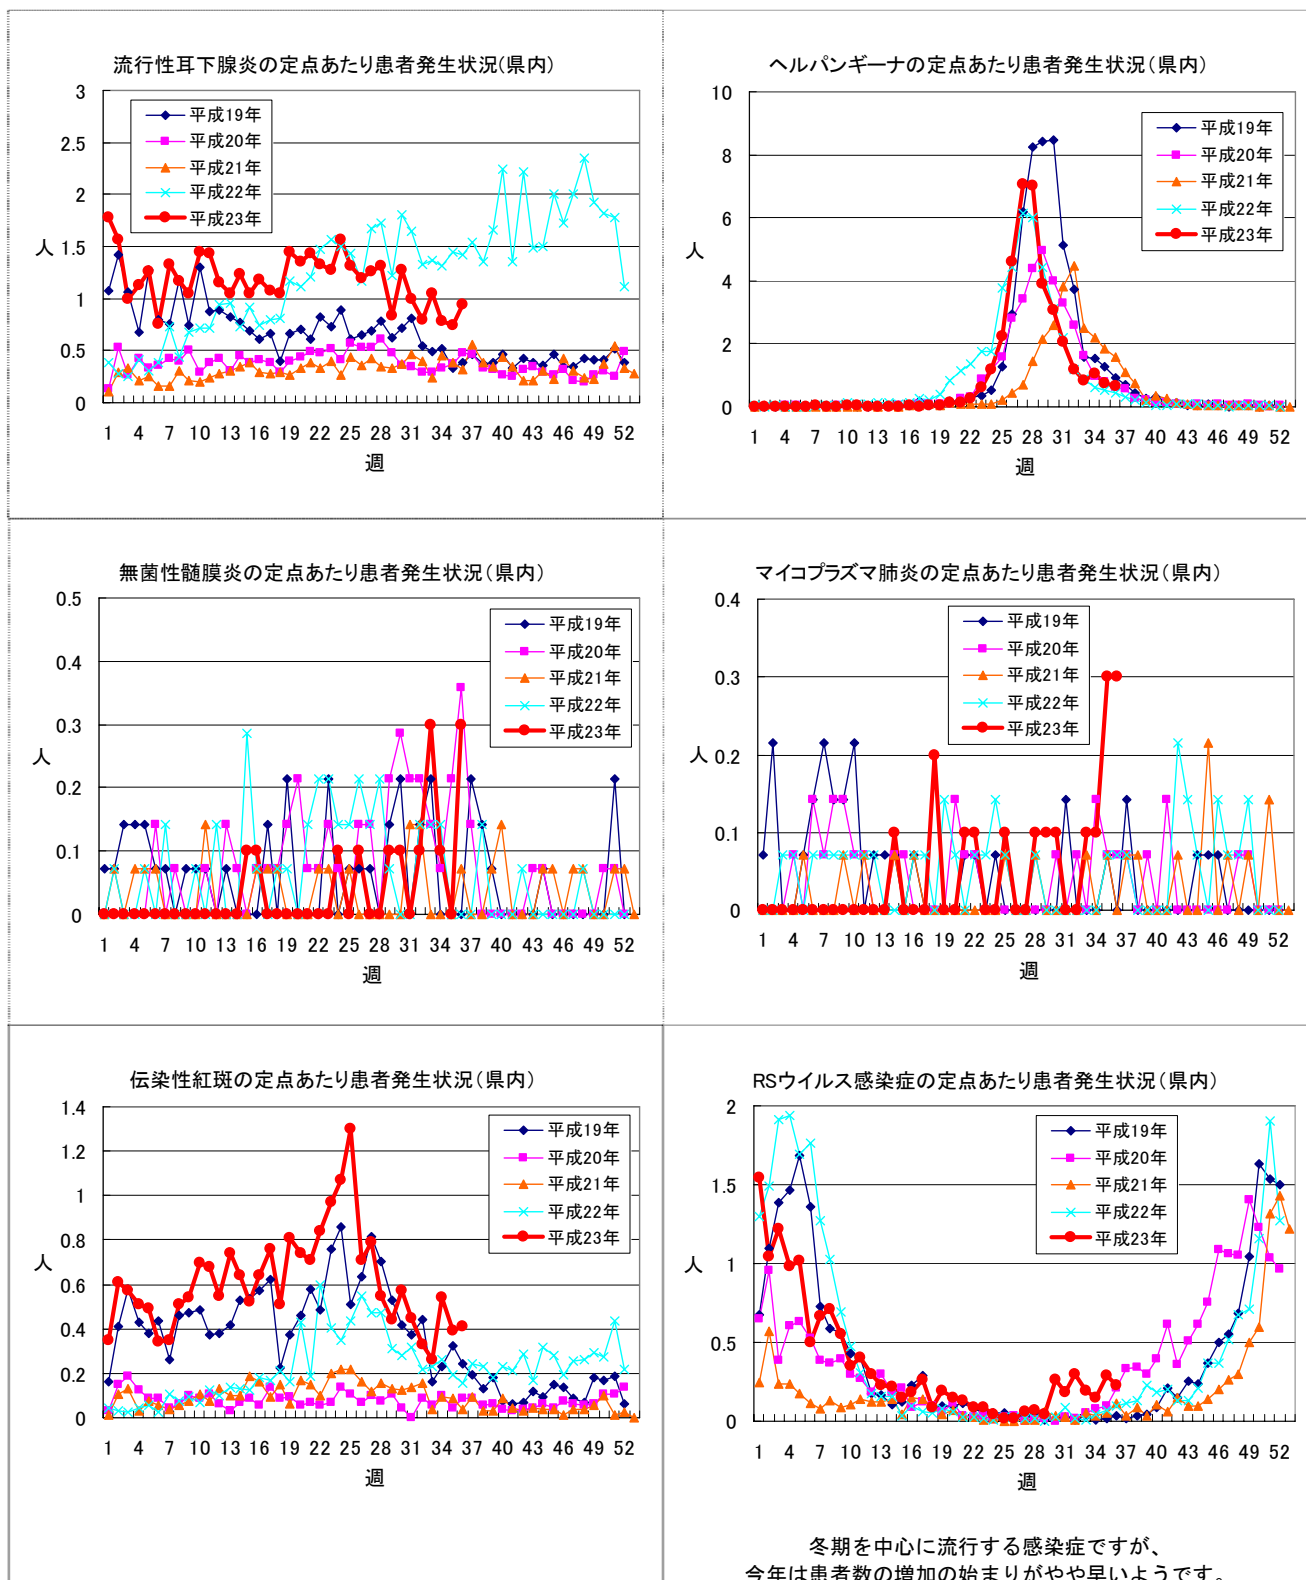 流行性耳下腺炎の定点あたり患者発生状況(県内)
3
2.5
2
1.5
1
0.5
0
人
平成19年
平成20年
平成21年
平成22年
平成23年
1 4 7 10 13 16 19 22 25 28 31 34 37 40 43 46 49 52
週
ヘルパンギーナの定点あたり患者発生状況(県内)
10
8
6
4
2
0
人
平成19年
平成20年
平成21年
平成22年
平成23年
1 4 7 10 13 16 19 22 25 28 31 34 37 40 43 46 49 52
週
無菌性髄膜炎の定点あたり患者発生状況(県内)
0.5
0.4
0.3
0.2
0.1
0
人
平成19年
平成20年
平成21年
平成22年
平成23年
1 4 7 10 13 16 19 22 25 28 31 34 37 40 43 46 49 52
週
マイコプラズマ肺炎の定点あたり患者発生状況(県内)
0.4
0.3
0.2
0.1
0
人
平成19年
平成20年
平成21年
平成22年
平成23年
1 4 7 10 13 16 19 22 25 28 31 34 37 40 43 46 49 52
週
伝染性紅斑の定点あたり患者発生状況(県内)
1.4
1.2
1
0.8
0.6
0.4
0.2
0
人
平成19年
平成20年
平成21年
平成22年
平成23年
1 4 7 10 13 16 19 22 25 28 31 34 37 40 43 46 49 52
週
RSウイルス感染症の定点あたり患者発生状況(県内)
2
1.5
1
0.5
0
人
平成19年
平成20年
平成21年
平成22年
平成23年
1 4 7 10 13 16 19 22 25 28 31 34 37 40 43 46 49 52
週
冬期を中心に流行する感染症ですが、
今年は患者数の増加の始まりがやや早いようです。